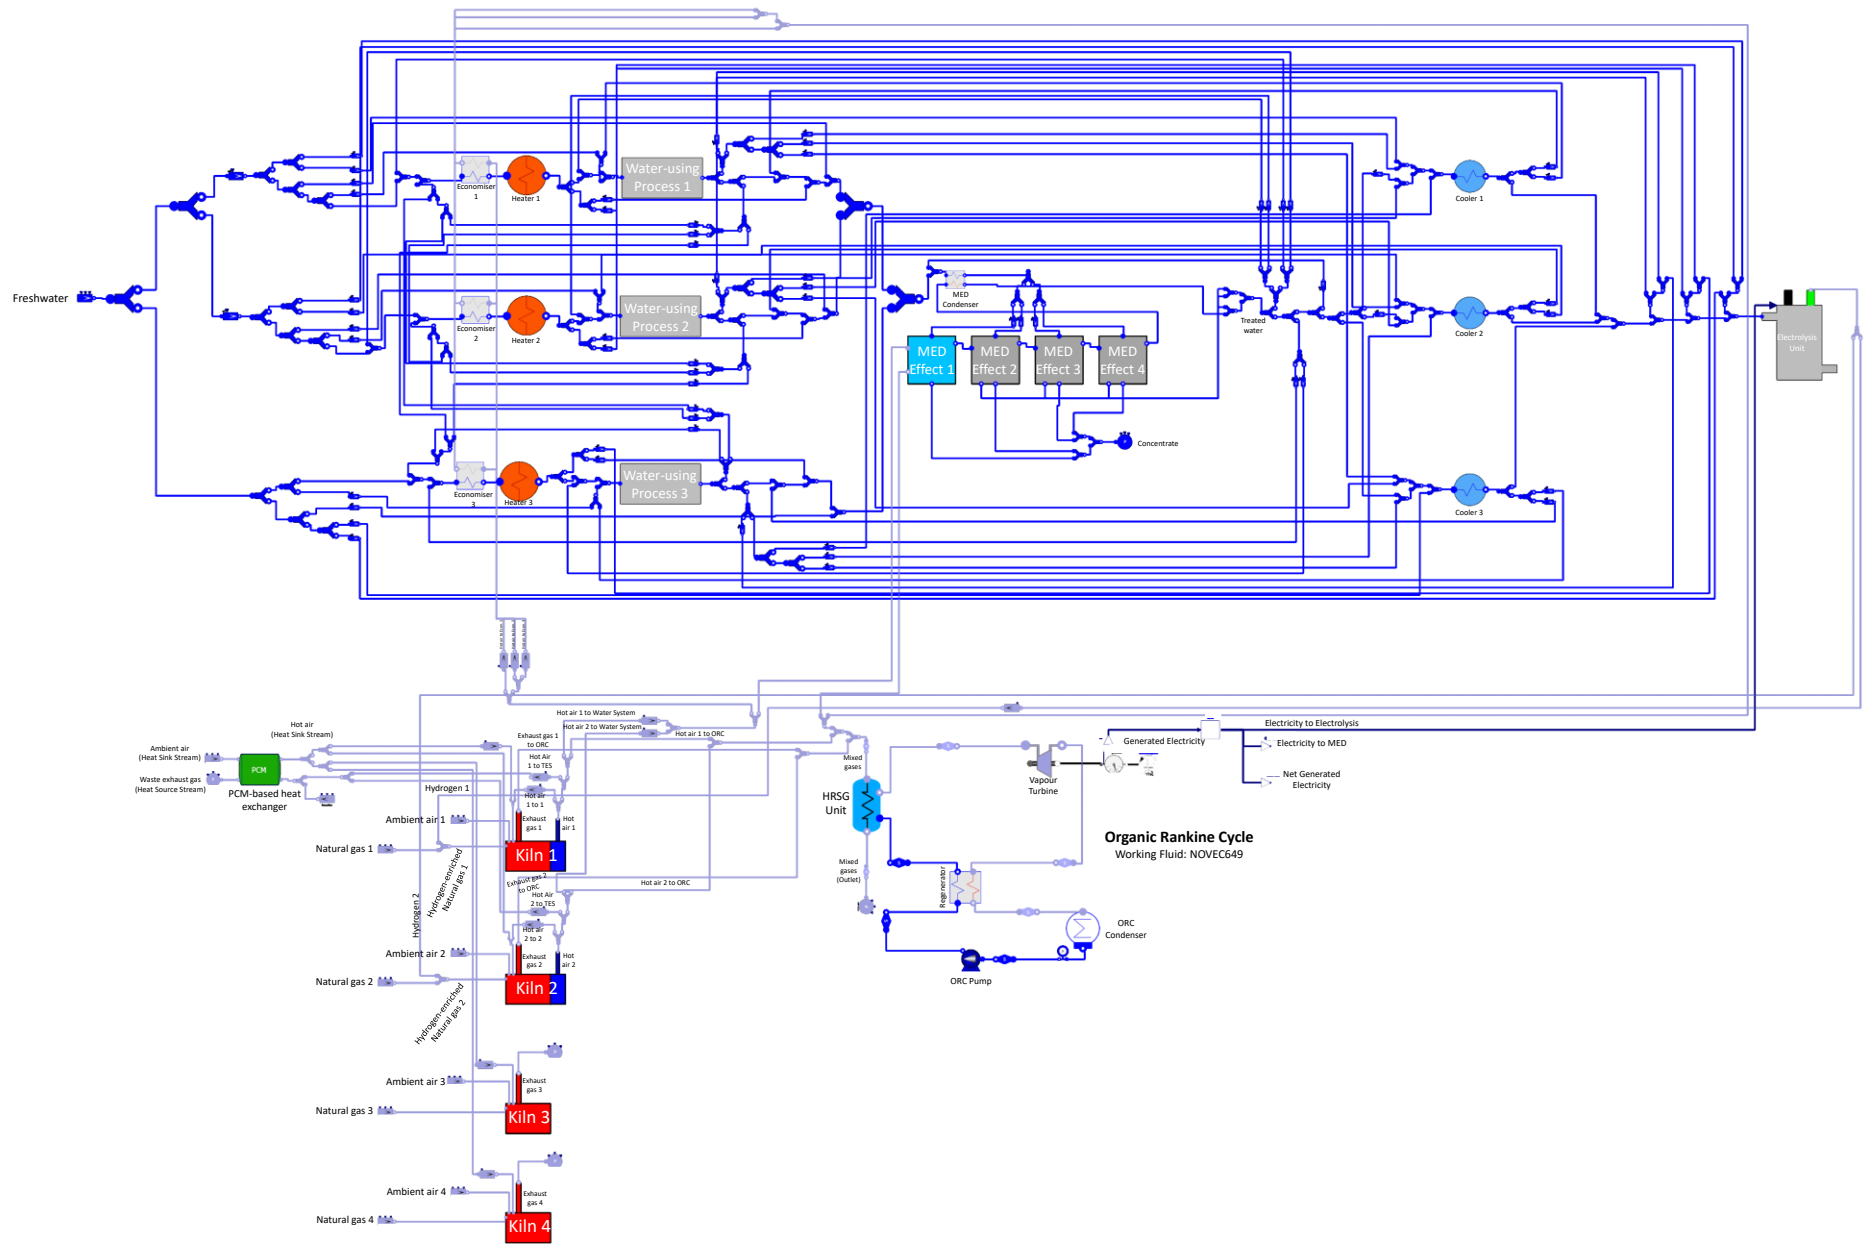 Economiser
1
Heater 1
Water-using
Process 1
Cooler 1
Freshwater
Economiser
2
Heater 2
Water-using
Process 2
MED
Condenser
MED
Effect 1
MED
Effect 2
MED
Effect 3
MED
Effect 4
Treated
water
Cooler 2
Electrolysis
Unit
Concentrate
Economiser
3
Heater 3
Water-using
Process 3
Cooler 3
Hot air
(Heat Sink Stream)
Ambient air
(Heat Sink Stream)
Waste exhaust gas
(Heat Source Stream)
PCM
PCM-based heat
exchanger
Hot air 1 to Water System
Hot air 2 to Water System
Hot air 1 to ORC
Exhaust gas 1
to ORC
Hot Air
1 to TES
Hydrogen 1
Hot air
1 to 1
Ambient air 1
Exhaust
gas 1
Hot
air 1
Natural gas 1
Kiln 1
Hydrogen-enriched
Natural gas 1
Hydrogen 2
Exhaust gas 2
to ORC
Hot air 2 to ORC
Hot Air
2 to TES
Hot air
2 to 2
Ambient air 2
Exhaust
gas 2
Hot
air 2
Natural gas 2
Kiln 2
Hydrogen-enriched
Natural gas 2
Ambient air 3
Exhaust
gas 3
Natural gas 3
Kiln 3
Ambient air 4
Exhaust
gas 4
Natural gas 4
Kiln 4
Mixed
gases
HRSG
Unit
Mixed
gases
(Outlet)
Vapour
Turbine
Generated Electricity
Electricity to Electrolysis
Electricity to MED
Net Generated
Electricity
Organic Rankine Cycle
Working Fluid: NOVEC649
Regenerator
ORC
Condenser
ORC Pump